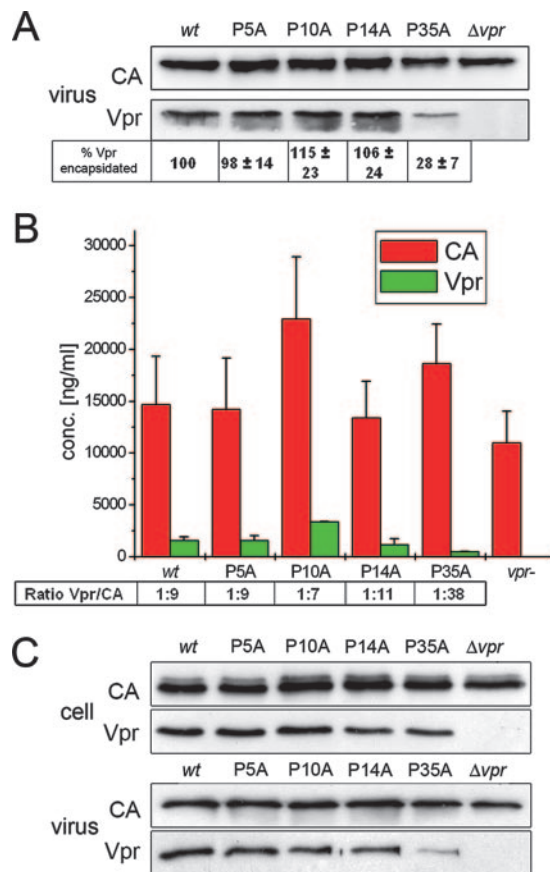 A
wt P5A P10A P14A P35A Δvpr
CA
virus
Vpr
% Vpr encapsidated 100 98 ± 14 115 ± 23 106 ± 24 28 ± 7
B
30000
25000
20000
15000
10000
5000
0
conc. [ng/ml]
CA
Vpr
wt P5A P10A P14A P35A vpr-
Ratio Vpr/CA 1:9 1:9 1:7 1:11 1:38
C
wt P5A P10A P14A P35A Δvpr
CA
cell
Vpr
wt P5A P10A P14A P35A Δvpr
CA
virus
Vpr